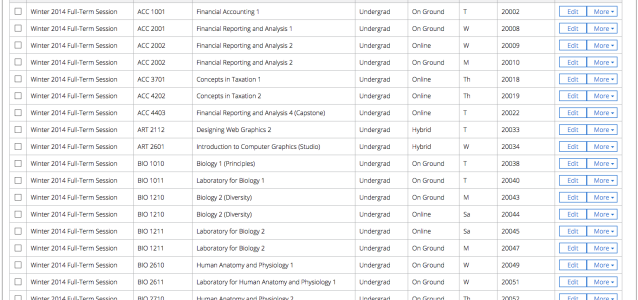 Winter 2014 Full-Term Session ACC 1001 Financial Accounting 1 Undergrad On Ground T 20002 Edit More
Winter 2014 Full-Term Session ACC 2001 Financial Reporting and Analysis 1 Undergrad On Ground W 20008 Edit More
Winter 2014 Full-Term Session ACC 2002 Financial Reporting and Analysis 2 Undergrad Online W 20009 Edit More
Winter 2014 Full-Term Session ACC 2002 Financial Reporting and Analysis 2 Undergrad On Ground M 20010 Edit More
Winter 2014 Full-Term Session ACC 3701 Concepts in Taxation 1 Undergrad Online Th 20018 Edit More
Winter 2014 Full-Term Session ACC 4202 Concepts in Taxation 2 Undergrad Online Th 20019 Edit More
Winter 2014 Full-Term Session ACC 4403 Financial Reporting and Analysis 4 (Capstone) Undergrad Online T 20022 Edit More
Winter 2014 Full-Term Session ART 2112 Designing Web Graphics 2 Undergrad Hybrid T 20033 Edit More
Winter 2014 Full-Term Session ART 2601 Introduction to Computer Graphics (Studio) Undergrad Hybrid W 20034 Edit More
Winter 2014 Full-Term Session BIO 1010 Biology 1 (Principles) Undergrad On Ground T 20038 Edit More
Winter 2014 Full-Term Session BIO 1011 Laboratory for Biology 1 Undergrad On Ground T 20040 Edit More
Winter 2014 Full-Term Session BIO 1210 Biology 2 (Diversity) Undergrad On Ground M 20043 Edit More
Winter 2014 Full-Term Session BIO 1210 Biology 2 (Diversity) Undergrad Online Sa 20044 Edit More
Winter 2014 Full-Term Session BIO 1211 Laboratory for Biology 2 Undergrad Online Sa 20045 Edit More
Winter 2014 Full-Term Session BIO 1211 Laboratory for Biology 2 Undergrad On Ground M 20047 Edit More
Winter 2014 Full-Term Session BIO 2610 Human Anatomy and Physiology 1 Undergrad On Ground W 20049 Edit More
Winter 2014 Full-Term Session BIO 2611 Laboratory for Human Anatomy and Physiology 1 Undergrad On Ground W 20051 Edit More
Winter 2014 Full-Term Session BIO 2710 Human Anatomy and Physiology 2 Undergrad On Ground Th 20052 Edit More